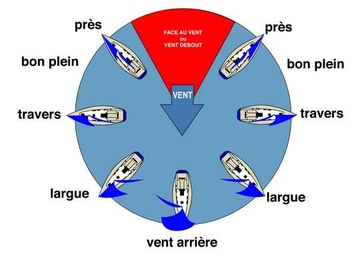 FACE AU VENT
ou
VENT DEBOUT
près
près
bon plein
bon plein
VENT
travers
travers
largue
largue
vent arrière